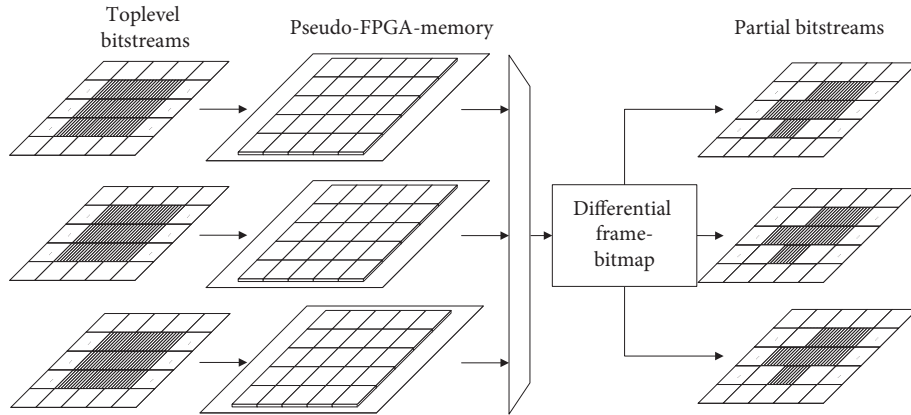 Toplevel
bitstreams
Pseudo-FPGA-memory
Partial bitstreams
Differential
frame-
bitmap